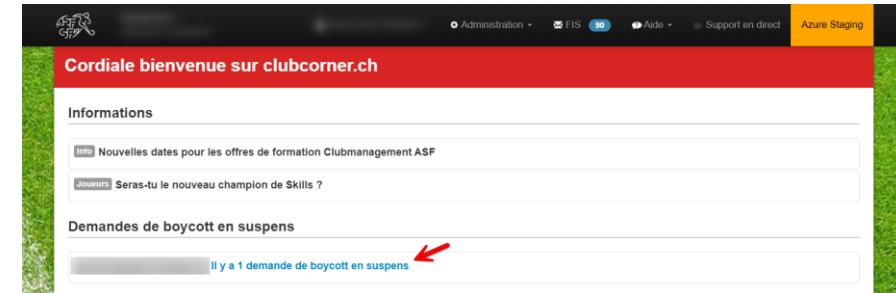 Administration
FIS 90
Aide
Support en direct
Azure Staging
Cordiale bienvenue sur clubcorner.ch
Informations
Info Nouvelles dates pour les offres de formation Clubmanagement ASF
Joueurs Seras-tu le nouveau champion de Skills ?
Demandes de boycott en suspens
Il y a 1 demande de boycott en suspens